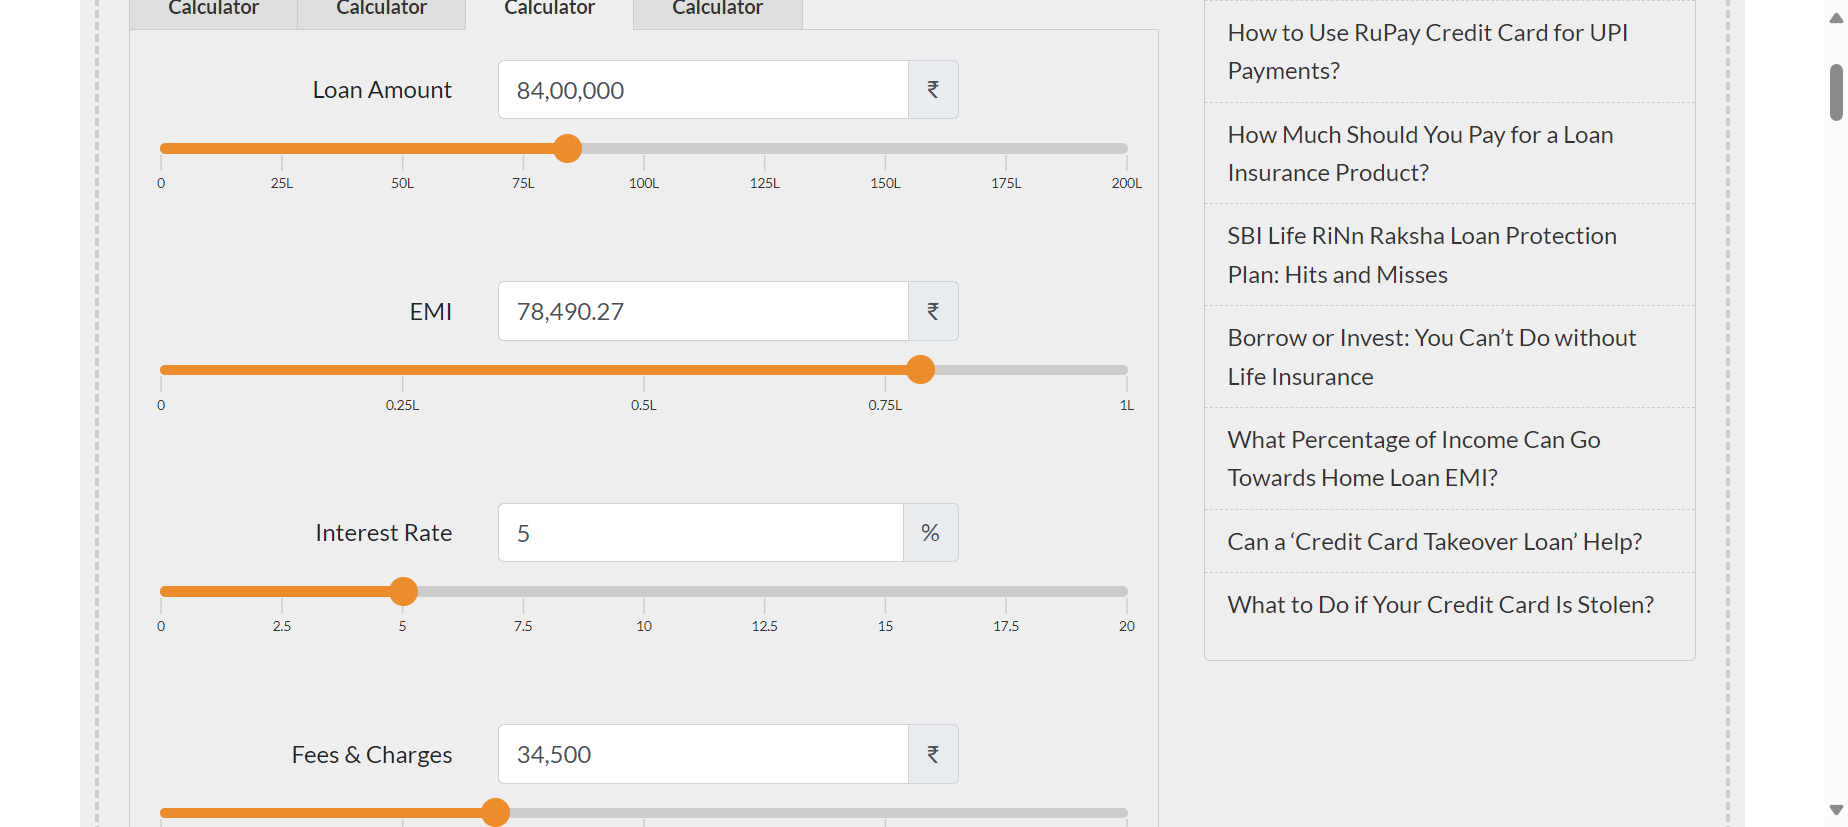 Calculator Calculator Calculator Calculator
Loan Amount 84,00,000 ₹
0 25L 50L 75L 100L 125L 150L 175L 200L
EMI 78,490.27 ₹
0 0.25L 0.5L 0.75L 1L
Interest Rate 5 %
0 2.5 5 7.5 10 12.5 15 17.5 20
Fees & Charges 34,500 ₹
How to Use RuPay Credit Card for UPI
Payments?
How Much Should You Pay for a Loan
Insurance Product?
SBI Life RiNn Raksha Loan Protection
Plan: Hits and Misses
Borrow or Invest: You Can’t Do without
Life Insurance
What Percentage of Income Can Go
Towards Home Loan EMI?
Can a ‘Credit Card Takeover Loan’ Help?
What to Do if Your Credit Card Is Stolen?